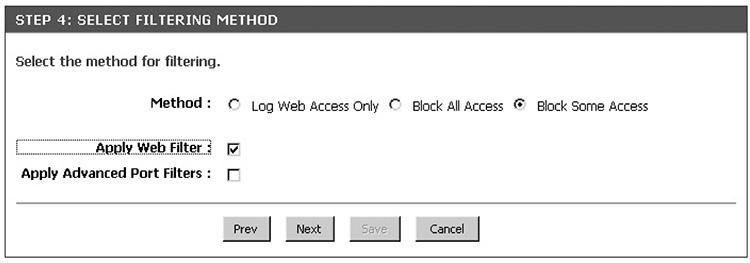 STEP 4: SELECT FILTERING METHOD
Select the method for filtering.
Method : Log Web Access Only Block All Access Block Some Access
Apply Web Filter :
Apply Advanced Port Filters :
Prev Next Save Cancel